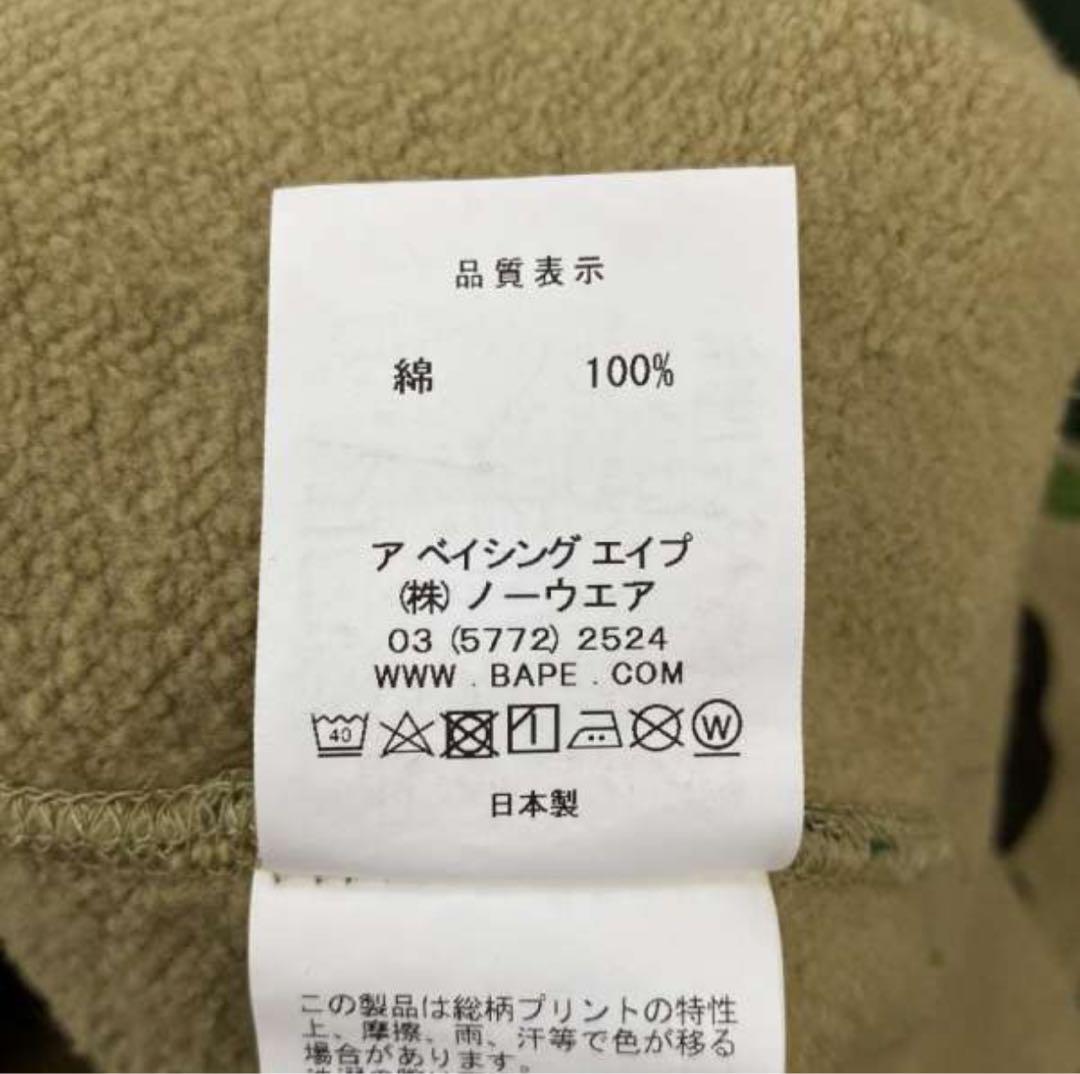 品質表示
綿 100%
ア ベイシング エイプ
(株) ノーウエア
03 (5772) 2524
WWW . BAPE . COM
40 W
日本製
この製品は総柄プリントの特性
上、摩擦、雨、汗等で色が移る
場合があります。